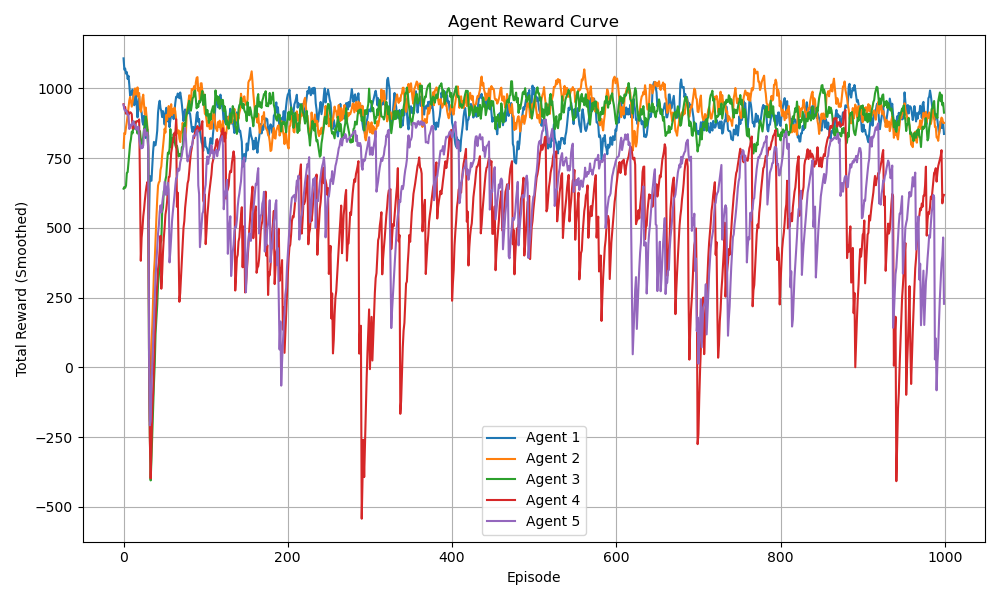 Agent Reward Curve
Total Reward (Smoothed)
1000
750
500
250
0
−250
−500
Agent 1
Agent 2
Agent 3
Agent 4
Agent 5
0 200 400 600 800 1000
Episode